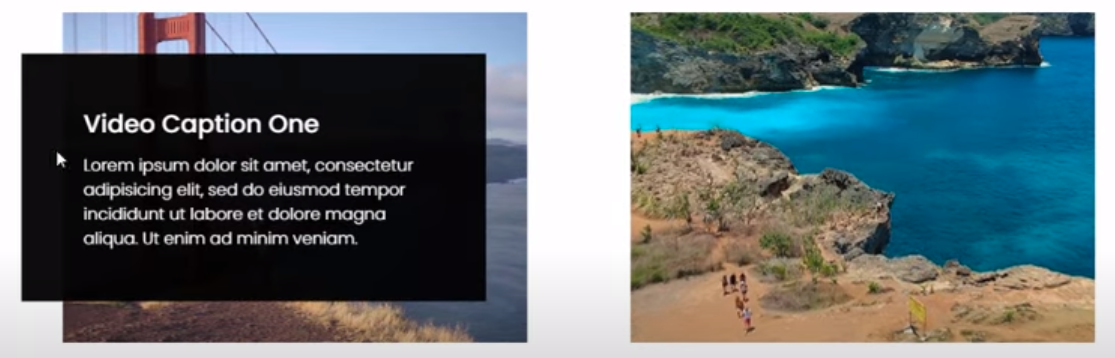 Video Caption One
Lorem ipsum dolor sit amet, consectetur
adipisicing elit, sed do eiusmod tempor
incididunt ut labore et dolore magna
aliqua. Ut enim ad minim veniam.